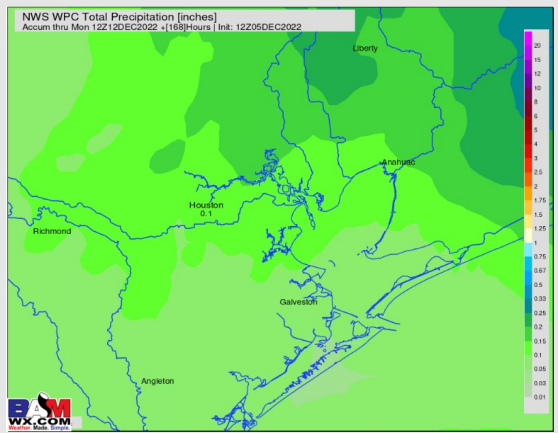 NWS WPC Total Precipitation [inches]
Accum thru Mon 12Z12DEC2022 +[168]Hours | Init: 12Z05DEC2022
Liberty
Anahuac
Houston
0.1
Richmond
Galveston
Angleton
20
15
12
10
8
6
5
4
3
2.5
2
1.75
1.5
1.25
1
0.75
0.67
0.5
0.33
0.25
0.2
0.15
0.1
0.05
0.03
0.01
BAM
WX.COM
Weather. Made. Simple.